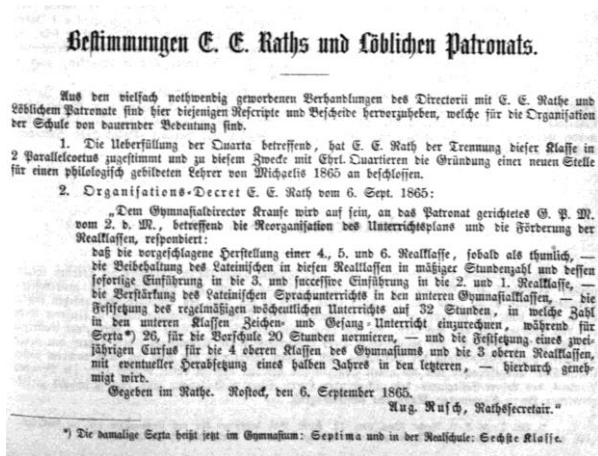 Bestimmungen E. E. Raths und Löblichen Patronats.
Aus den vielfach nothwendig gewordenen Verhandlungen des Directorii mit E. E. Rathe und
Löblichem Patronate sind hier diejenigen Rescripte und Bescheide hervorzuheben, welche für die Organisation
der Schule von dauernder Bedeutung sind.
1. Die Ueberfüllung der Quarta betreffend, hat E. E. Rath der Trennung dieser Klasse in
2 Parallelcoetus zugestimmt und zu diesem Zwecke mit Ehrl. Quartieren die Gründung einer neuen Stelle
für einen philologisch gebildeten Lehrer von Michaelis 1865 an beschlossen.
2. Organisations-Decret E. E. Rath vom 6. Sept. 1865:
„Dem Gymnasialdirector Krause wird auf sein, an das Patronat gerichtetes G. P. M.
vom 2. d. M., betreffend die Reorganisation des Unterrichtsplans und die Förderung der
Realklassen, respondiert:
daß die vorgeschlagene Herstellung einer 4., 5. und 6. Realklasse, sobald als thunlich, —
die Beibehaltung des Lateinischen in diesen Realklassen in mäßiger Stundenzahl und dessen
sofortige Einführung in die 3. und successive Einführung in die 2. und 1. Realklasse, —
die Verstärkung des Lateinischen Sprachunterrichts in den unteren Gymnasialklassen, — die
Festsetzung des regelmäßigen wöchentlichen Unterrichts auf 32 Stunden, in welche Zahl
in den unteren Klassen Zeichen- und Gesang-Unterricht einzurechnen, während für
Sexta*) 26, für die Vorschule 20 Stunden normieren, — und die Festsetzung eines zwei-
jährigen Cursus für die 4 oberen Klassen des Gymnasiums und die 3 oberen Realklassen,
mit eventueller Herabsetzung eines halben Jahres in den letzteren, — hierdurch geneh-
migt wird.
Gegeben im Rathe. Rostock, den 6. September 1865.
Aug. Rusch, Rathssecretair.“
*) Die damalige Sexta heißt jetzt im Gymnasium: Septima und in der Realschule: Sechste Klasse.